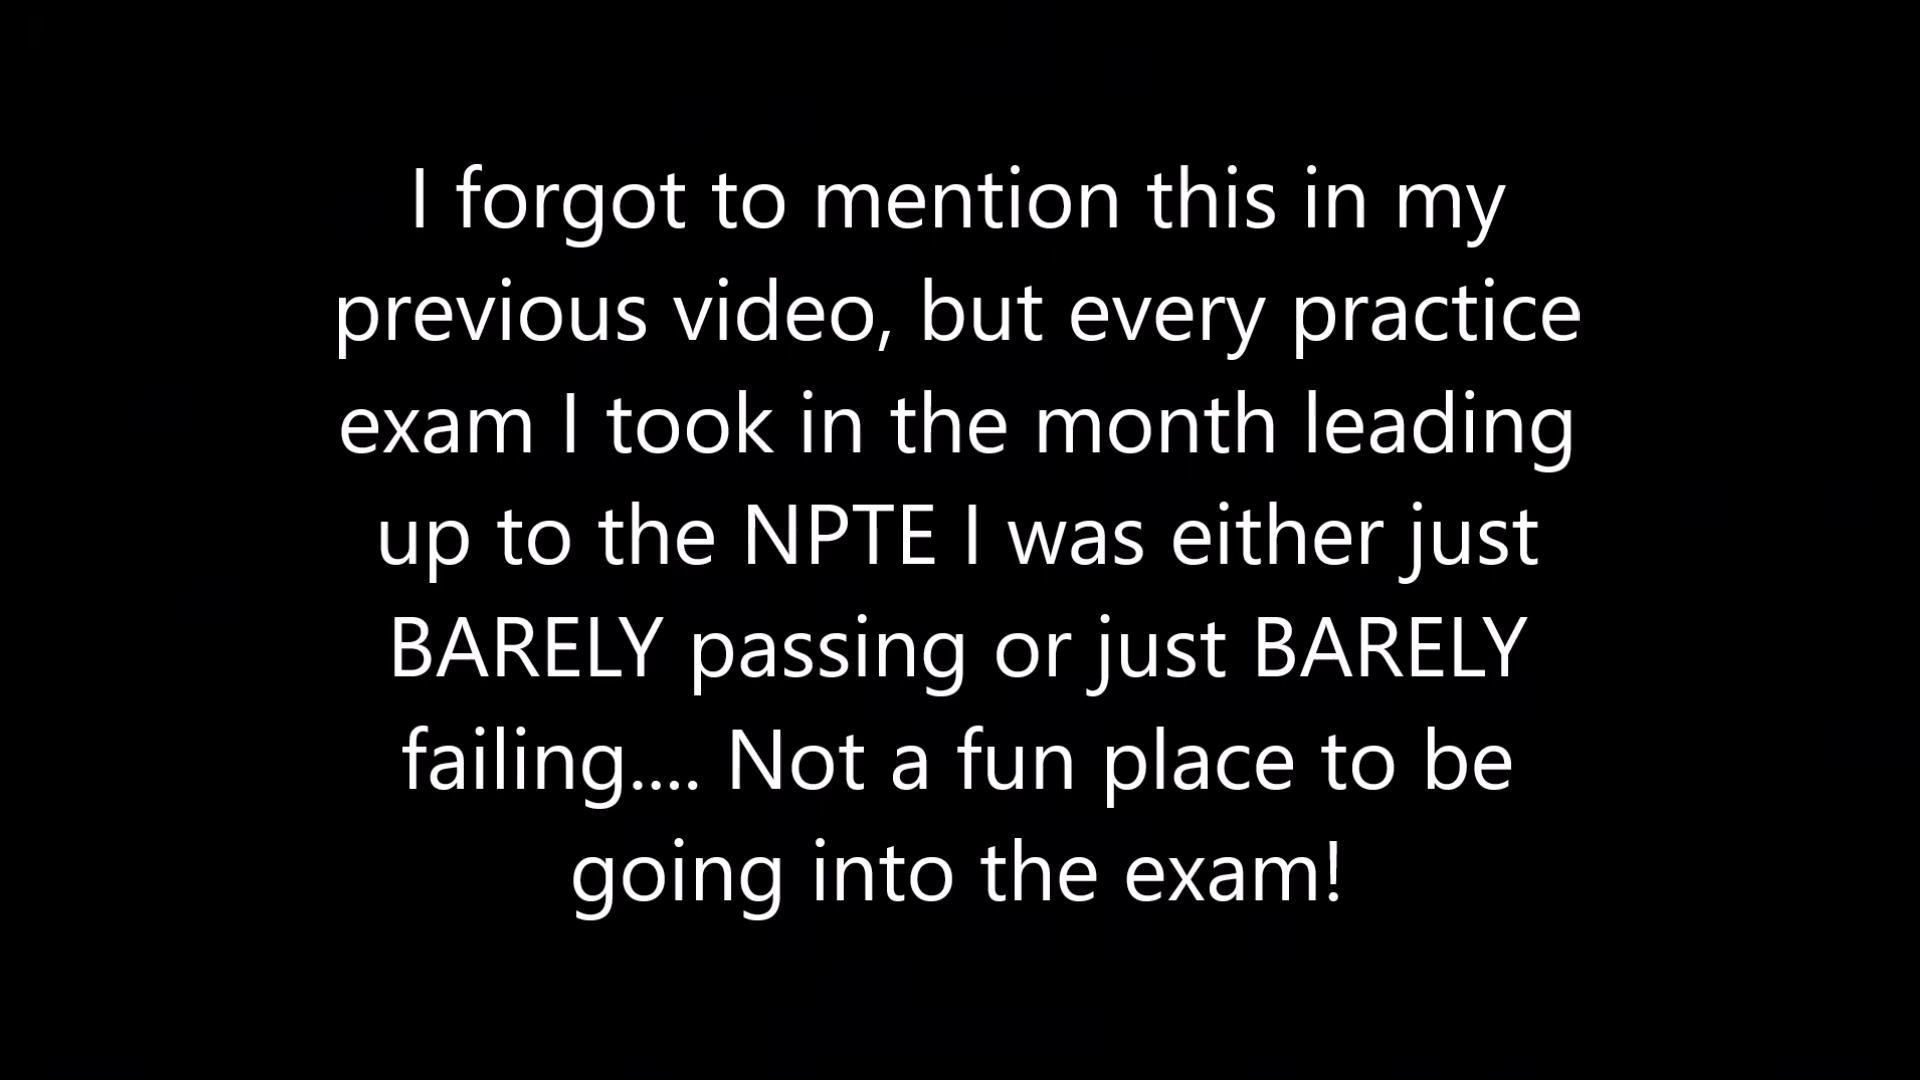 I forgot to mention this in my
previous video, but every practice
exam I took in the month leading
up to the NPTE I was either just
BARELY passing or just BARELY
failing.... Not a fun place to be
going into the exam!